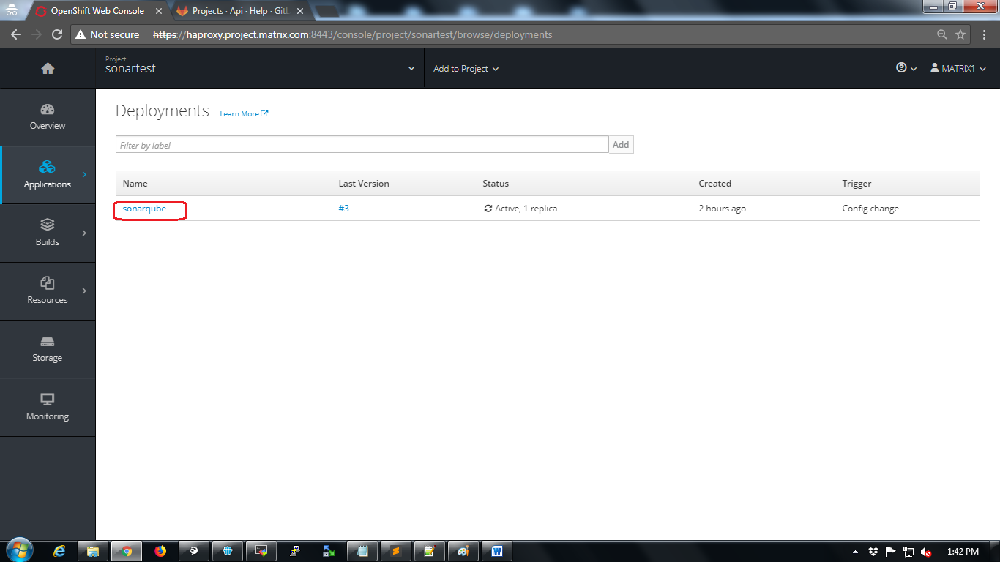 OpenShift Web Console
Projects · Api · Help · GitL
Not secure
https://haproxy.project.matrix.com:8443/console/project/sonartest/browse/deployments
Project
sonartest
Add to Project
MATRIX1
Overview
Applications
Builds
Resources
Storage
Monitoring
Deployments Learn More
Filter by label Add
Name Last Version Status Created Trigger
sonarqube #3 Active, 1 replica 2 hours ago Config change
1:42 PM